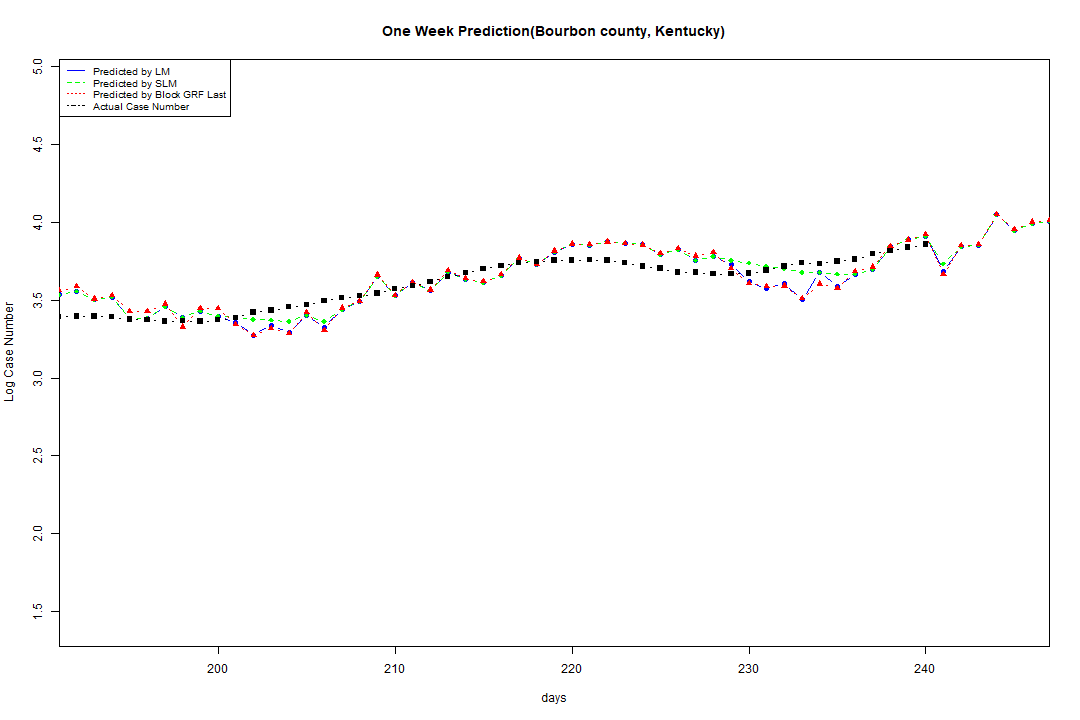 One Week Prediction(Bourbon county, Kentucky)
Predicted by LM
Predicted by SLM
Predicted by Block GRF Last
Actual Case Number
5.0
4.5
4.0
3.5
3.0
2.5
2.0
1.5
Log Case Number
200 210 220 230 240
days